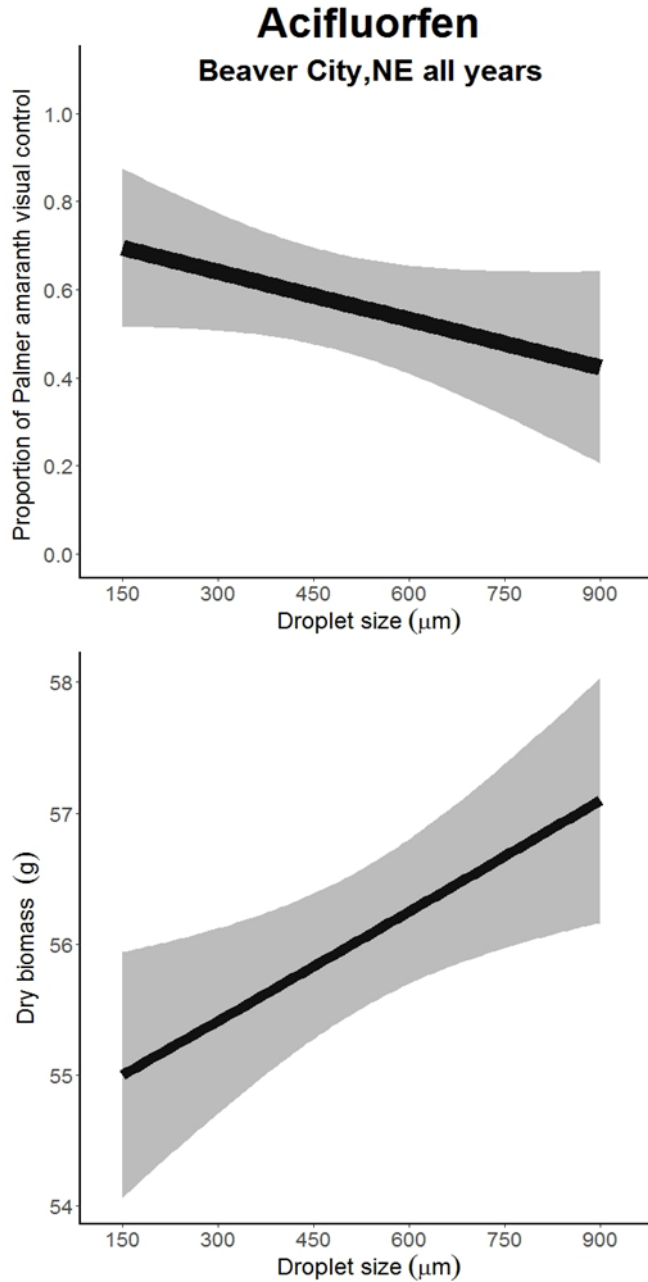 Acifluorfen
Beaver City,NE all years
Proportion of Palmer amaranth visual control
1.0
0.8
0.6
0.4
0.2
0.0
150 300 450 600 750 900
Droplet size (μm)
Dry biomass (g)
58
57
56
55
54
150 300 450 600 750 900
Droplet size (μm)